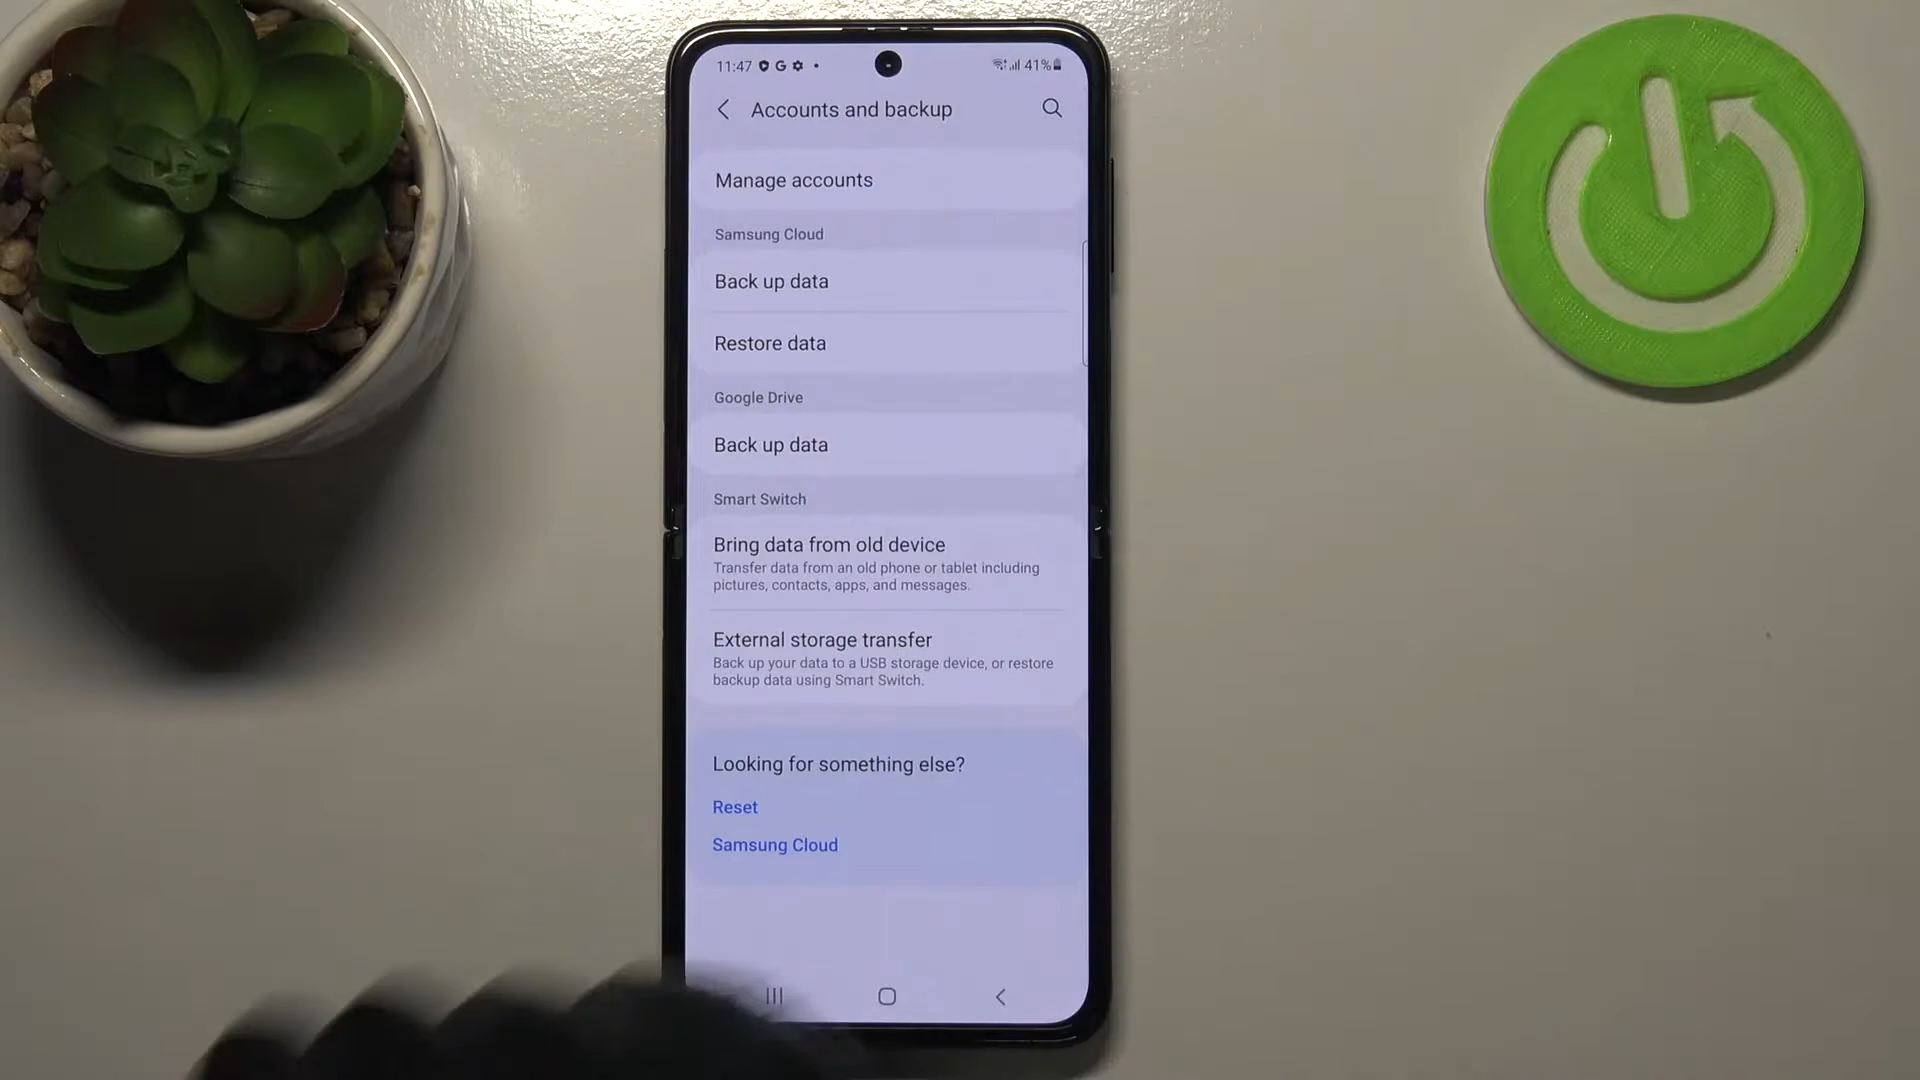 11:47
41%
Accounts and backup
Manage accounts
Samsung Cloud
Back up data
Restore data
Google Drive
Back up data
Smart Switch
Bring data from old device
Transfer data from an old phone or tablet including
pictures, contacts, apps, and messages.
External storage transfer
Back up your data to a USB storage device, or restore
backup data using Smart Switch.
Looking for something else?
Reset
Samsung Cloud